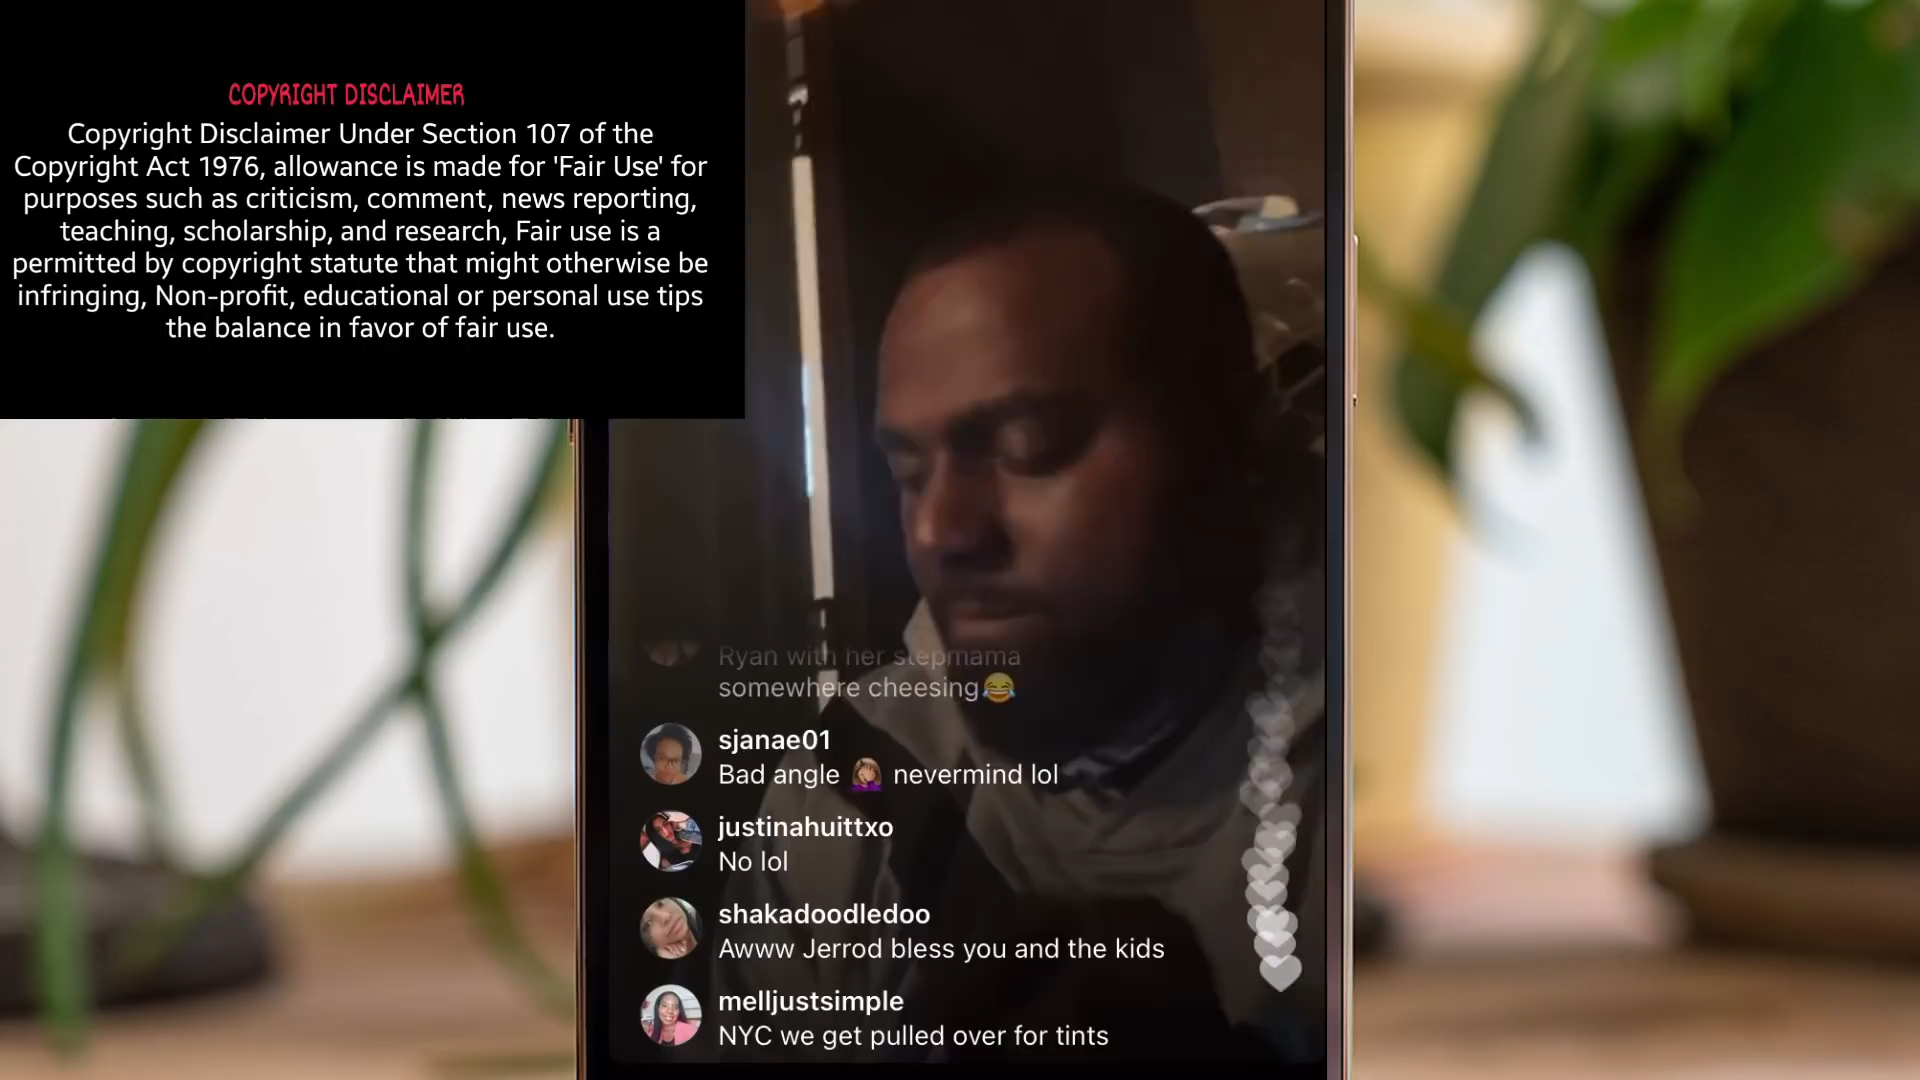 COPYRIGHT DISCLAIMER
Copyright Disclaimer Under Section 107 of the
Copyright Act 1976, allowance is made for 'Fair Use' for
purposes such as criticism, comment, news reporting,
teaching, scholarship, and research, Fair use is a
permitted by copyright statute that might otherwise be
infringing, Non-profit, educational or personal use tips
the balance in favor of fair use.
Ryan with her stepmama
somewhere cheesing😂
sjanae01
Bad angle 🤦🏽‍♀️ nevermind lol
justinahuittxo
No lol
shakadoodledoo
Awww Jerrod bless you and the kids
melljustsimple
NYC we get pulled over for tints